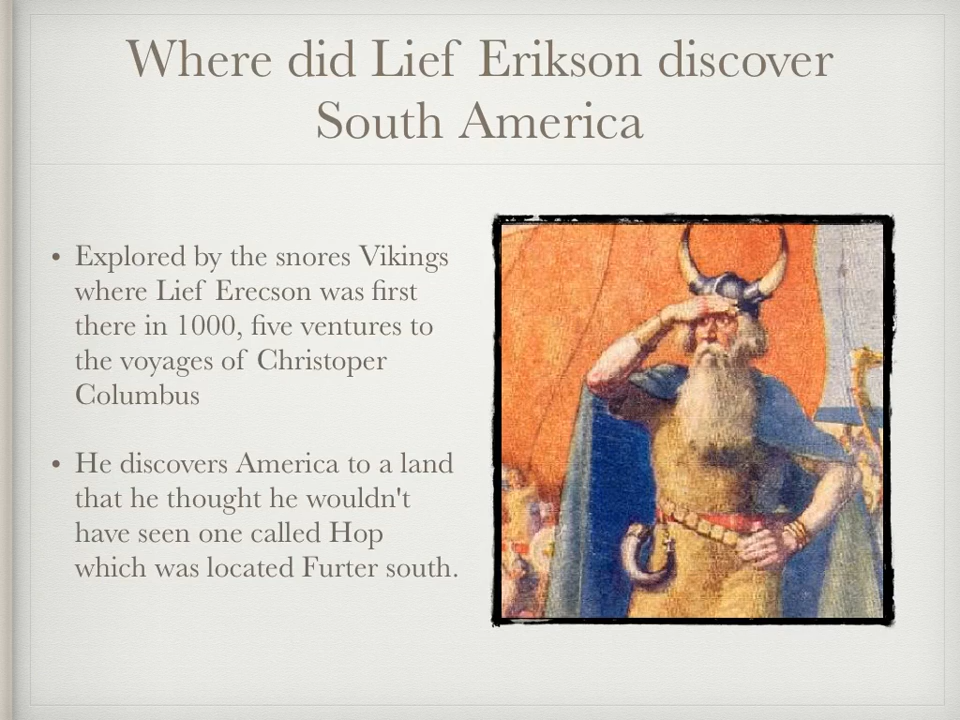 Where did Lief Erikson discover
South America
• Explored by the snores Vikings
where Lief Erecson was first
there in 1000, five ventures to
the voyages of Christoper
Columbus
• He discovers America to a land
that he thought he wouldn't
have seen one called Hop
which was located Furter south.